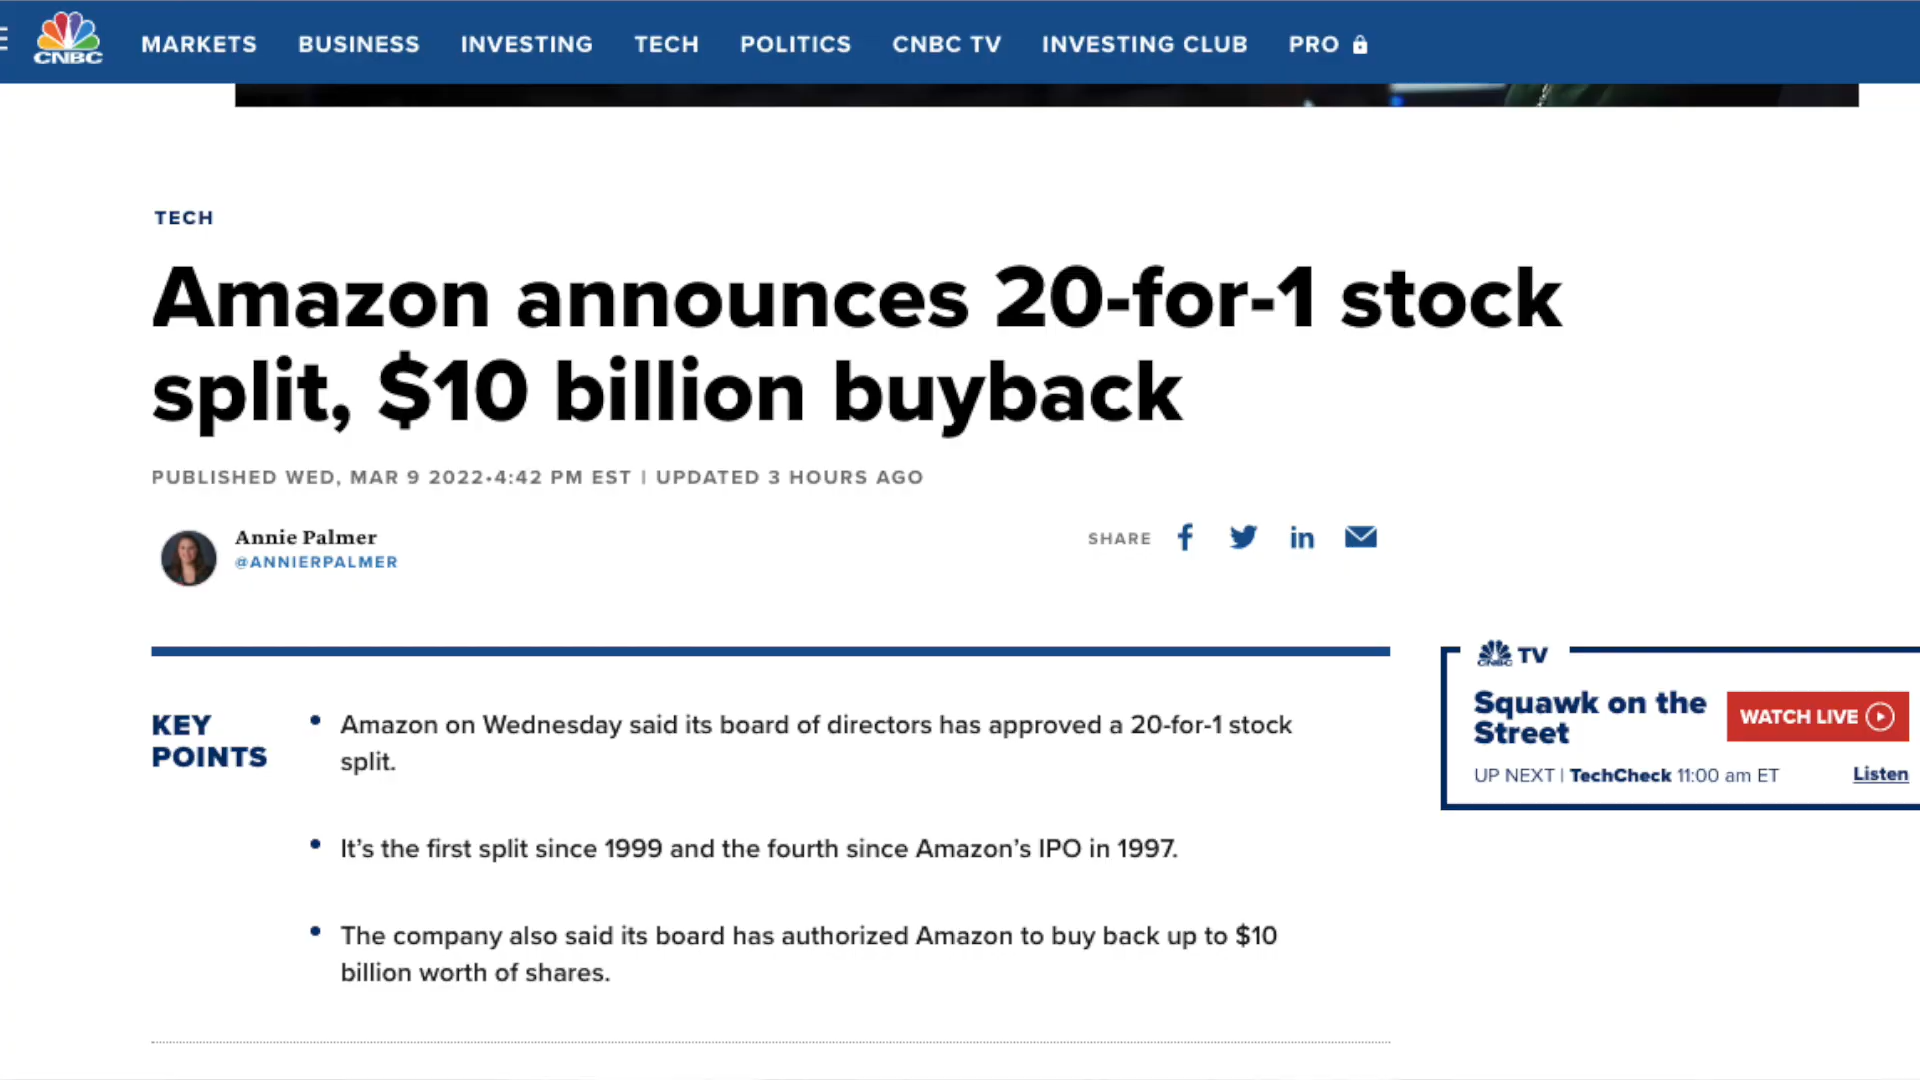 CNBC
MARKETS BUSINESS INVESTING TECH POLITICS CNBC TV INVESTING CLUB PRO
TECH
Amazon announces 20-for-1 stock
split, $10 billion buyback
PUBLISHED WED, MAR 9 2022•4:42 PM EST | UPDATED 3 HOURS AGO
Annie Palmer
@ANNIERPALMER
SHARE
KEY
POINTS
• Amazon on Wednesday said its board of directors has approved a 20-for-1 stock
split.
• It’s the first split since 1999 and the fourth since Amazon’s IPO in 1997.
• The company also said its board has authorized Amazon to buy back up to $10
billion worth of shares.
CNBC TV
Squawk on the
Street
WATCH LIVE
UP NEXT | TechCheck 11:00 am ET
Listen